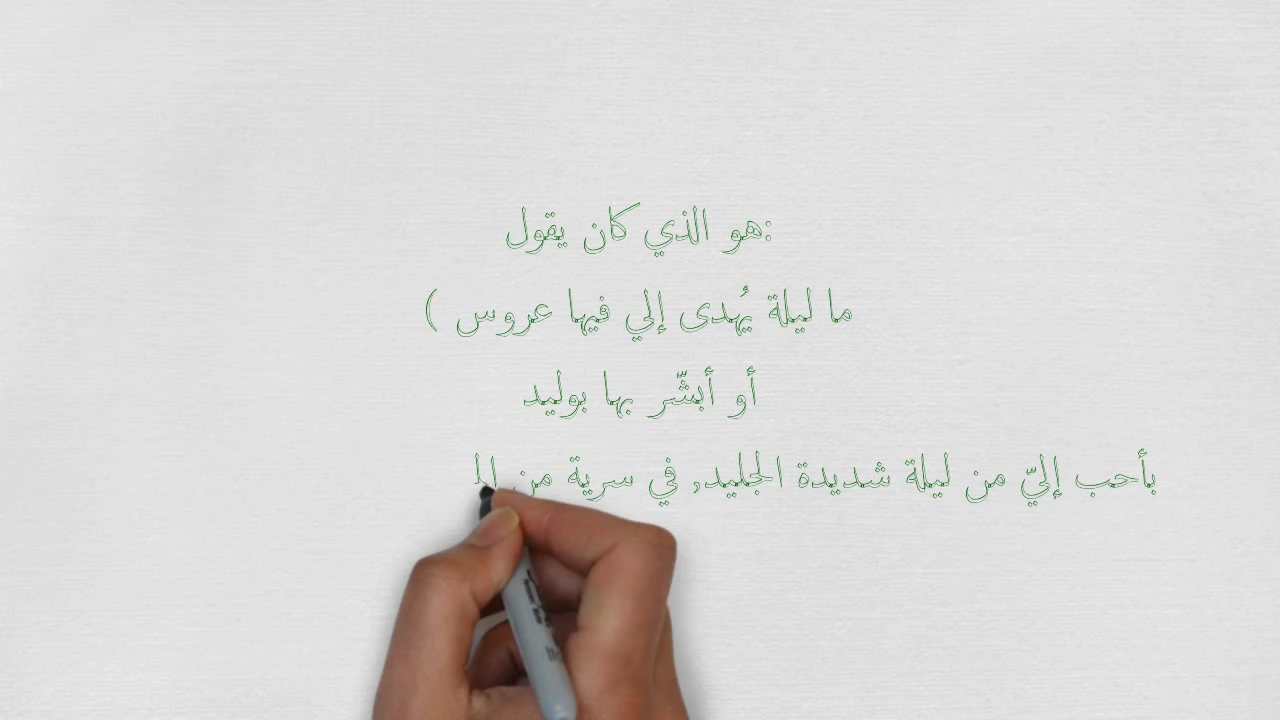 هو الذي كان يقول:
ما ليلة يُهدى إلي فيها عروس (
أو أبشّر بها بوليد
بأحب إليّ من ليلة شديدة الجليد, في سرية من